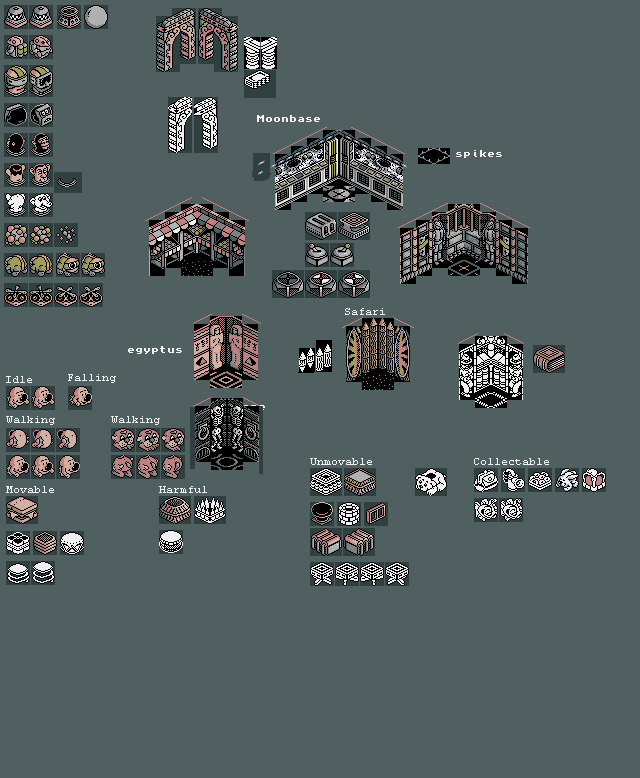 Moonbase
spikes
Safari
egyptus
Idle
Falling
Walking
Walking
Unmovable
Collectable
Movable
Harmful